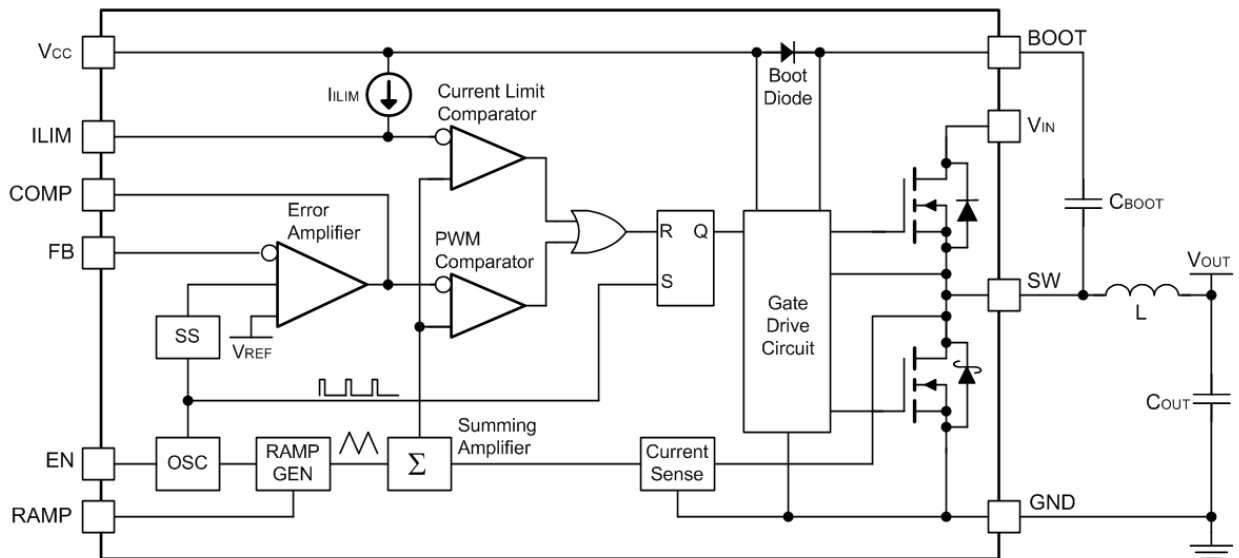 VCC
BOOT
IILIM
Current Limit
Comparator
Boot
Diode
ILIM
VIN
COMP
CBOOT
Error
Amplifier
FB
PWM
Comparator
R
Q
S
SW
VOUT
L
Gate
Drive
Circuit
SS
VREF
COUT
Summing
Amplifier
EN
OSC
RAMP
GEN
Σ
Current
Sense
RAMP
GND